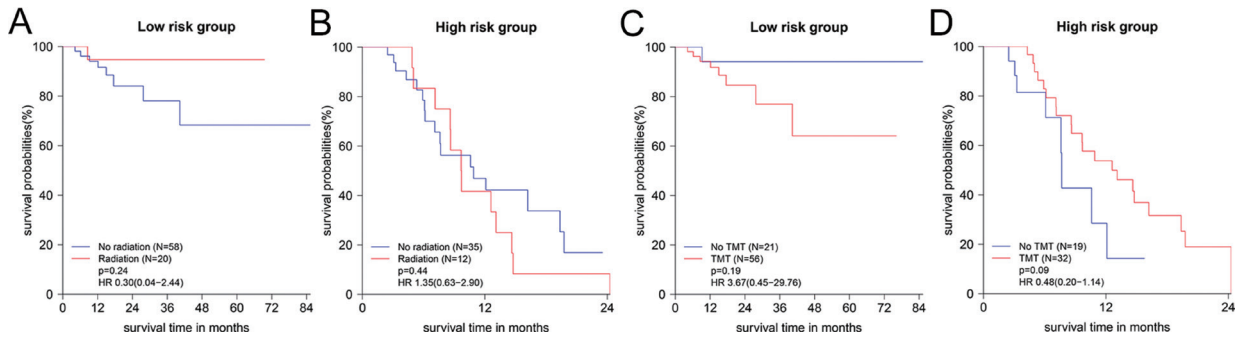 A
Low risk group
survival probabilities(%)
100
80
60
40
20
0
No radiation (N=58)
Radiation (N=20)
p=0.24
HR 0.30(0.04−2.44)
0 12 24 36 48 60 72 84
survival time in months
B
High risk group
survival probabilities(%)
100
80
60
40
20
0
No radiation (N=35)
Radiation (N=12)
p=0.44
HR 1.35(0.63−2.90)
0 12 24
survival time in months
C
Low risk group
survival probabilities(%)
100
80
60
40
20
0
No TMT (N=21)
TMT (N=56)
p=0.19
HR 3.67(0.45−29.76)
0 12 24 36 48 60 72 84
survival time in months
D
High risk group
survival probabilities(%)
100
80
60
40
20
0
No TMT (N=19)
TMT (N=32)
p=0.09
HR 0.48(0.20−1.14)
0 12 24
survival time in months